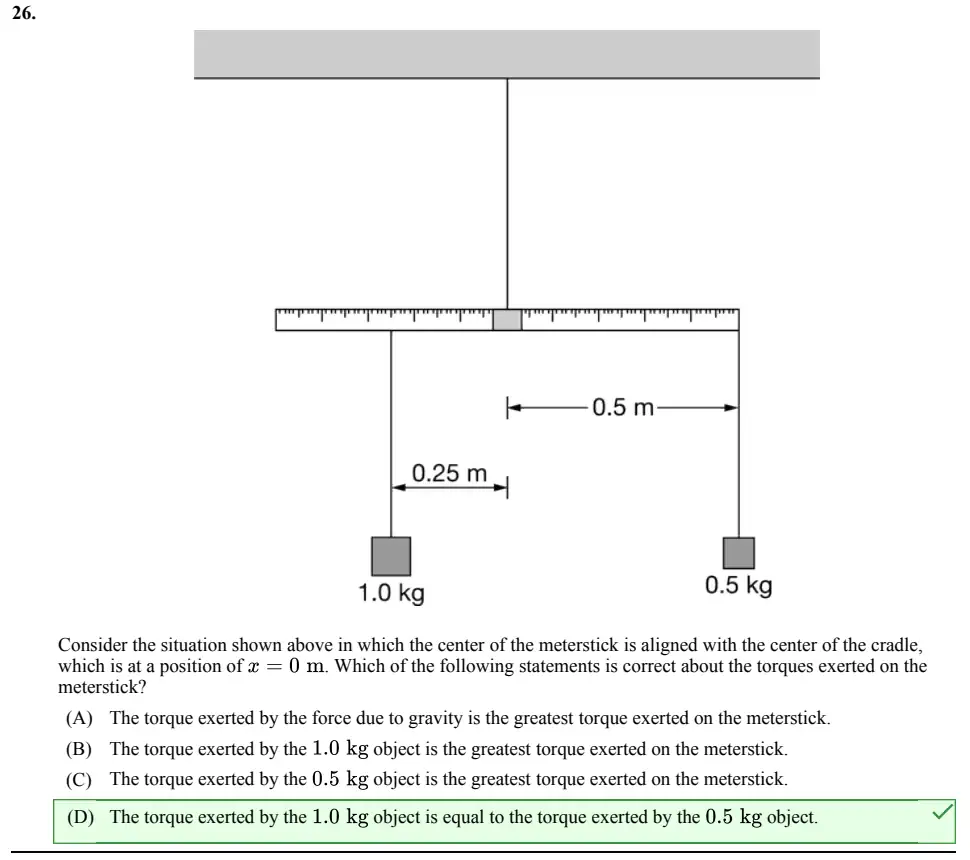 26.
0.5 m
0.25 m
1.0 kg
0.5 kg
Consider the situation shown above in which the center of the meterstick is aligned with the center of the cradle,
which is at a position of x = 0 m. Which of the following statements is correct about the torques exerted on the
meterstick?
(A) The torque exerted by the force due to gravity is the greatest torque exerted on the meterstick.
(B) The torque exerted by the 1.0 kg object is the greatest torque exerted on the meterstick.
(C) The torque exerted by the 0.5 kg object is the greatest torque exerted on the meterstick.
(D) The torque exerted by the 1.0 kg object is equal to the torque exerted by the 0.5 kg object.